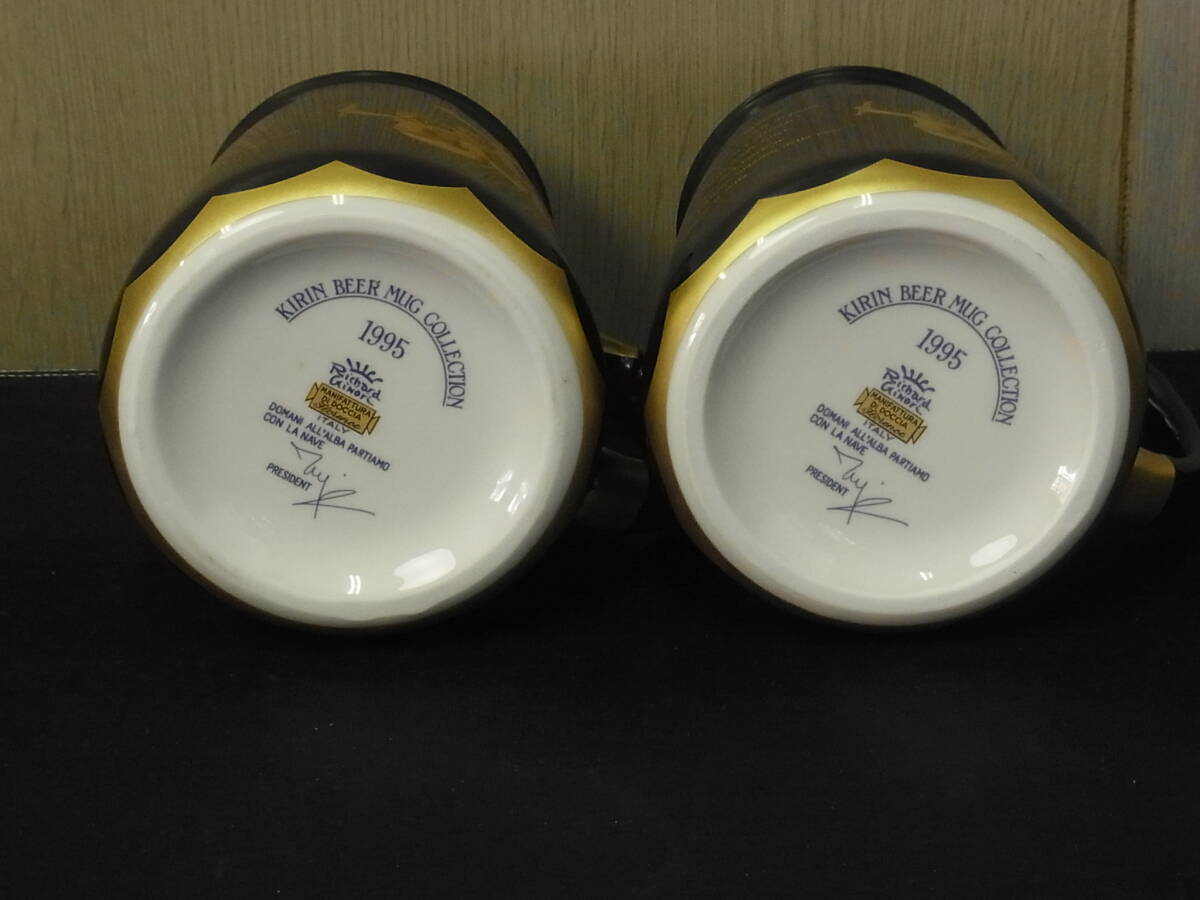 KIRIN BEER MUG COLLECTION
1995
Richard
Ginori
MANIFATTURA
DI DOCCIA
Florence
ITALY
DOMANI ALL'ALBA PARTIAMO
CON LA NAVE
PRESIDENT
KIRIN BEER MUG COLLECTION
1995
Richard
Ginori
MANIFATTURA
DI DOCCIA
Florence
ITALY
DOMANI ALL'ALBA PARTIAMO
CON LA NAVE
PRESIDENT